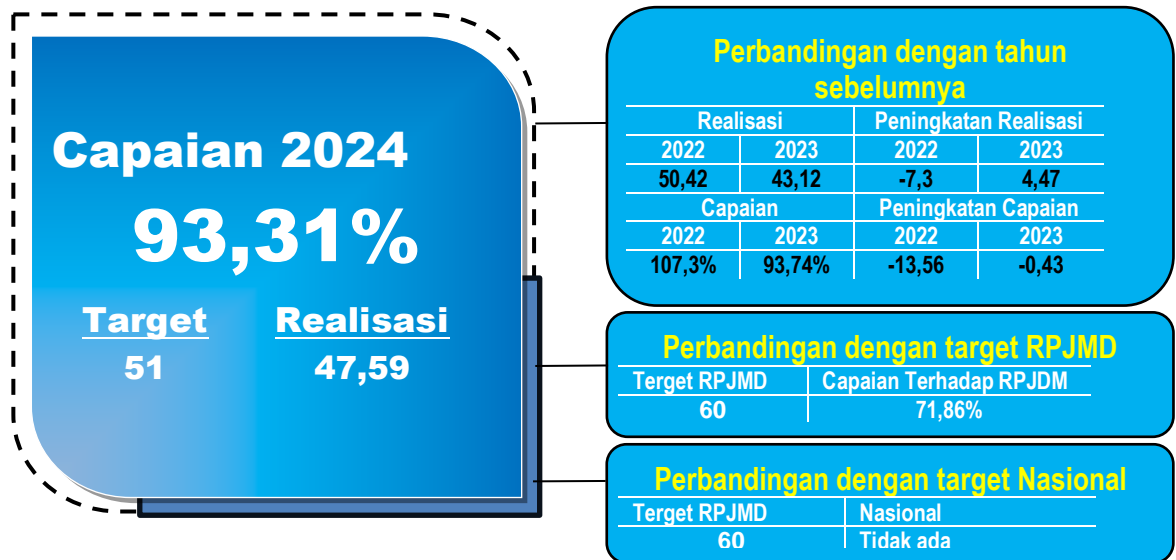 Capaian 2024
93,31%
Target Realisasi
51 47,59
Perbandingan dengan tahun
sebelumnya
Realisasi Peningkatan Realisasi
2022 2023 2022 2023
50,42 43,12 -7,3 4,47
Capaian Peningkatan Capaian
2022 2023 2022 2023
107,3% 93,74% -13,56 -0,43
Perbandingan dengan target RPJMD
Terget RPJMD Capaian Terhadap RPJDM
60 71,86%
Perbandingan dengan target Nasional
Terget RPJMD Nasional
60 Tidak ada